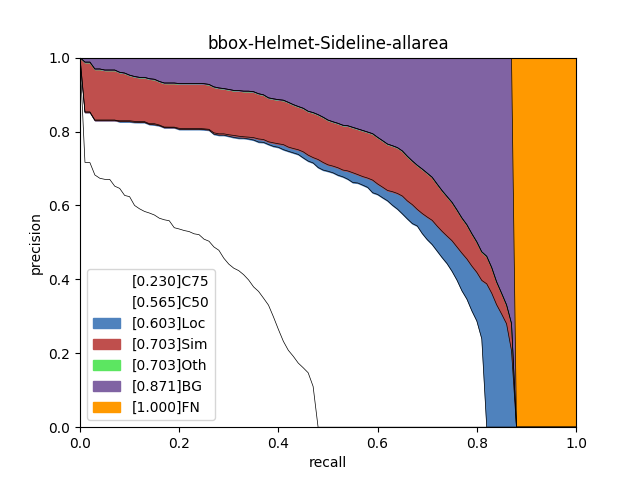 bbox-Helmet-Sideline-allarea
precision
1.0
0.8
0.6
0.4
0.2
0.0
[0.230]C75
[0.565]C50
[0.603]Loc
[0.703]Sim
[0.703]Oth
[0.871]BG
[1.000]FN
0.0 0.2 0.4 0.6 0.8 1.0
recall